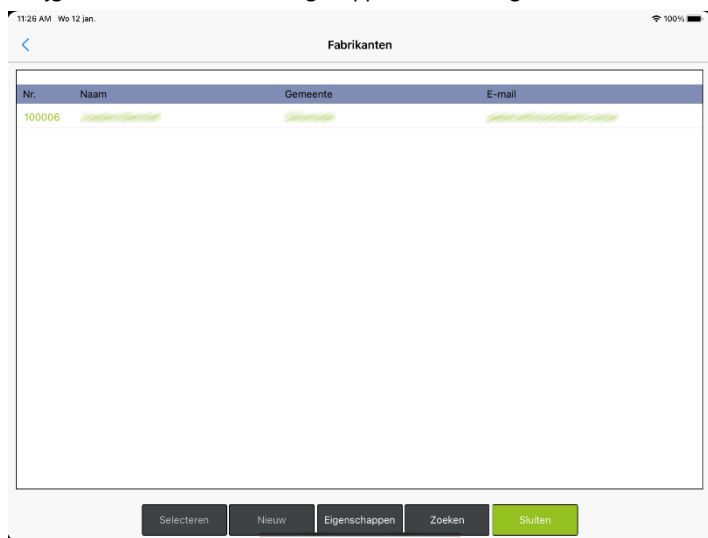 11:26 AM Wo 12 jan. 100%
Fabrikanten
Nr. Naam Gemeente E-mail
100006
Selecteren Nieuw Eigenschappen Zoeken Sluiten